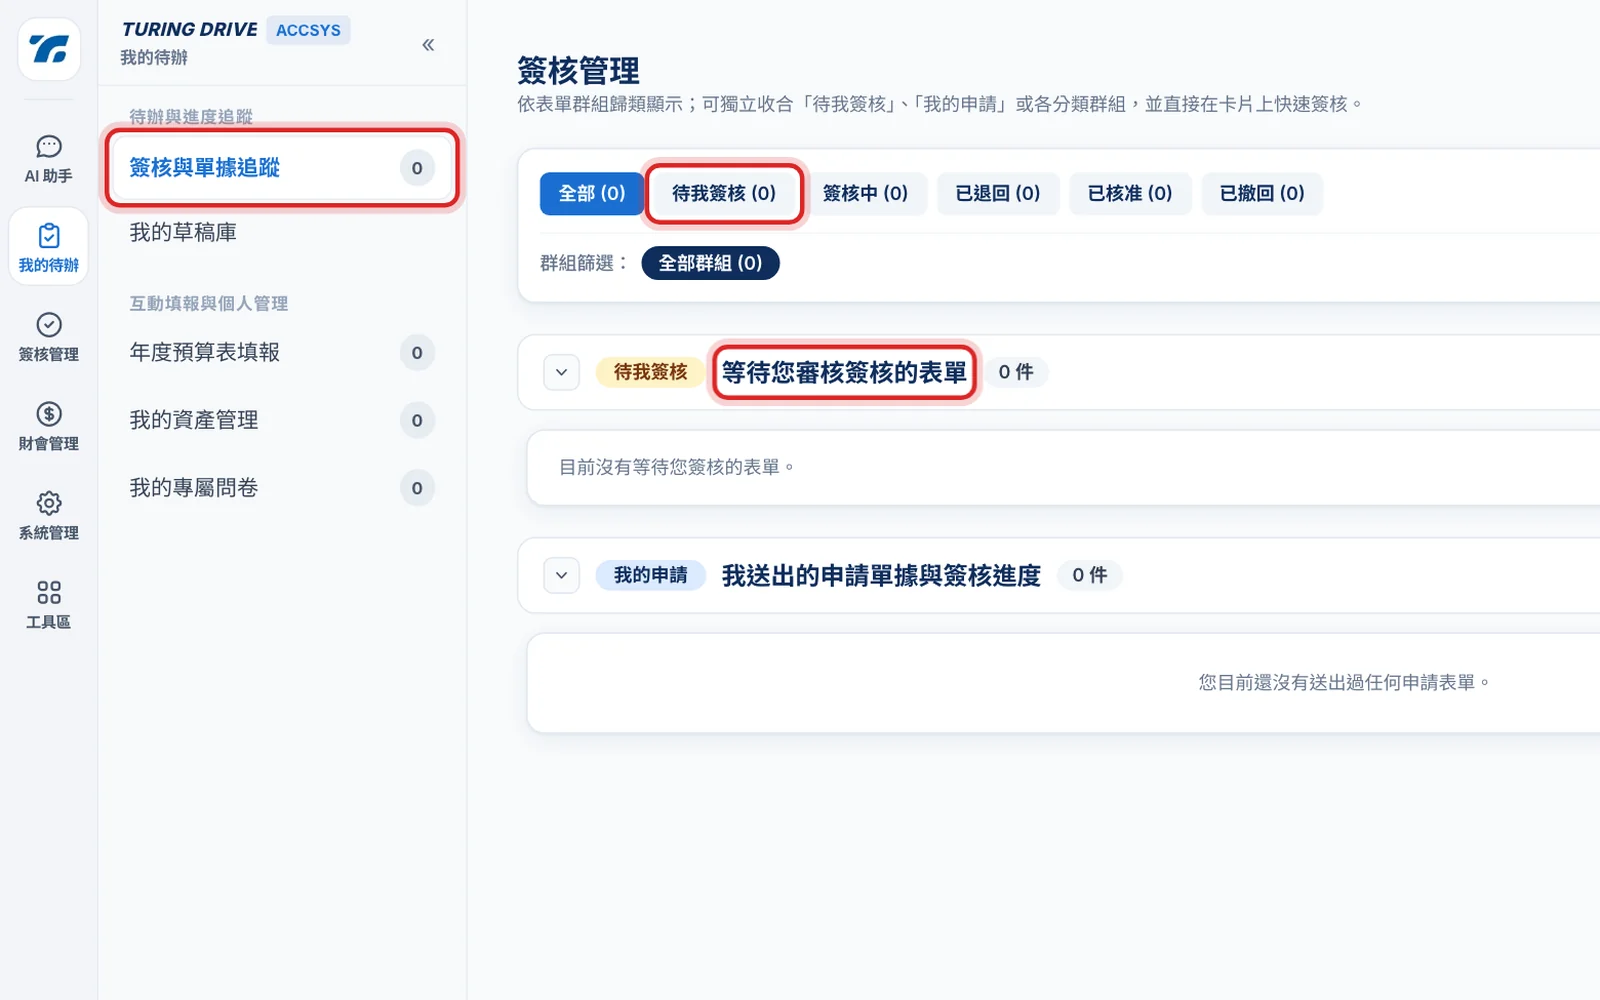 TURING DRIVE ACCSYS
我的待辦
«
AI 助手
我的待辦
簽核管理
財會管理
系統管理
工具區
待辦與進度追蹤
簽核與單據追蹤 0
我的草稿庫
互動填報與個人管理
年度預算表填報 0
我的資產管理 0
我的專屬問卷 0
簽核管理
依表單群組歸類顯示；可獨立收合「待我簽核」、「我的申請」或各分類群組，並直接在卡片上快速簽核。
全部 (0) 待我簽核 (0) 簽核中 (0) 已退回 (0) 已核准 (0) 已撤回 (0)
群組篩選： 全部群組 (0)
待我簽核 等待您審核簽核的表單 0 件
目前沒有等待您簽核的表單。
我的申請 我送出的申請單據與簽核進度 0 件
您目前還沒有送出過任何申請表單。